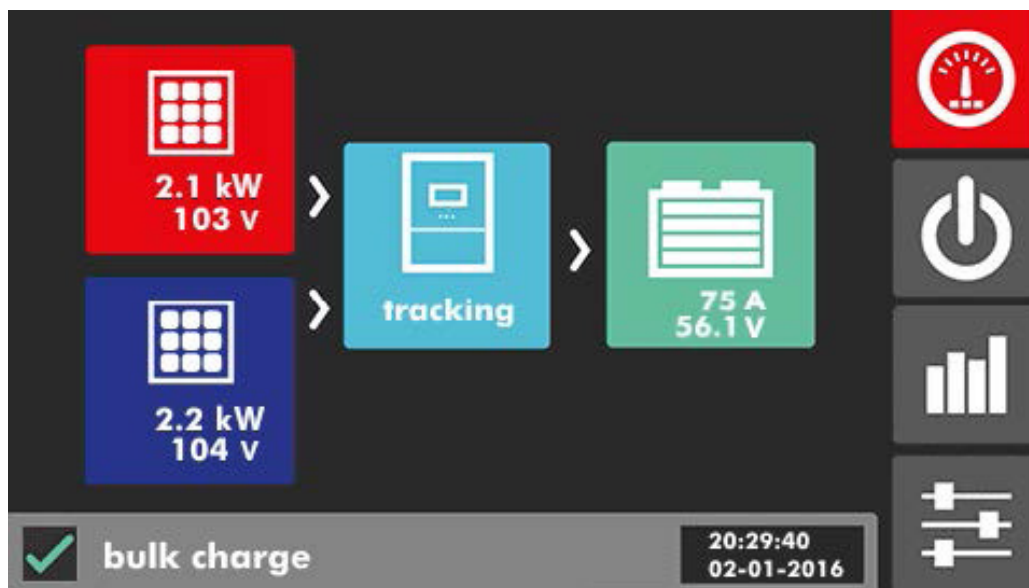 2.1 kW
103 V
tracking
75 A
56.1 V
2.2 kW
104 V
bulk charge
20:29:40
02-01-2016